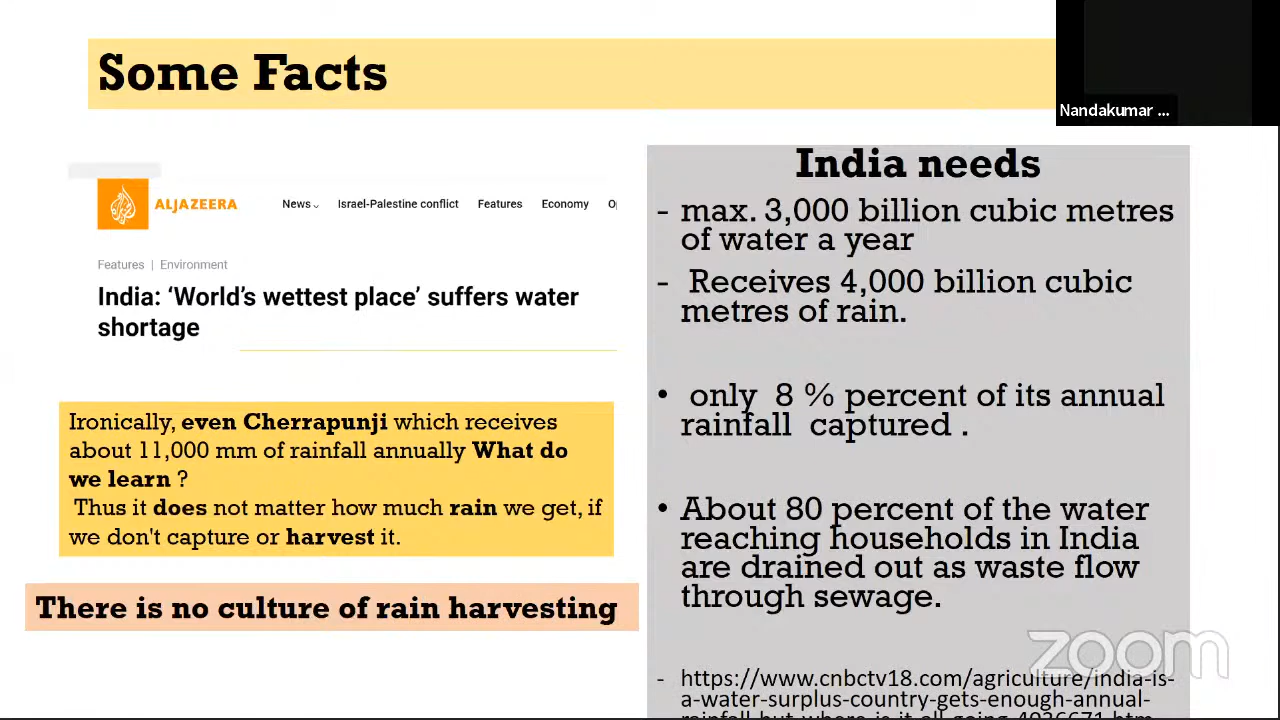 Some Facts
Nandakumar ...
ALJAZEERA
News
Israel-Palestine conflict
Features
Economy
Features | Environment
India: ‘World’s wettest place’ suffers water
shortage
Ironically, even Cherrapunji which receives
about 11,000 mm of rainfall annually What do
we learn ?
Thus it does not matter how much rain we get, if
we don't capture or harvest it.
There is no culture of rain harvesting
India needs
- max. 3,000 billion cubic metres
of water a year
- Receives 4,000 billion cubic
metres of rain.
• only 8 % percent of its annual
rainfall captured .
• About 80 percent of the water
reaching households in India
are drained out as waste flow
through sewage.
- https://www.cnbctv18.com/agriculture/india-is-
a-water-surplus-country-gets-enough-annual-
zoom